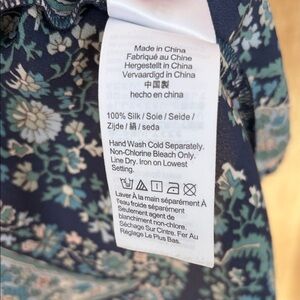 Made in China
Fabriqué au Chine
Hergestellt in China
Vervaardigd in China
中国製
hecho en china
100% Silk / Soie / Seide /
Zijde / 絹 / seda
Hand Wash Cold Separately.
Non-Chlorine Bleach Only.
Line Dry. Iron on Lowest
Setting.
Laver À la main séparément À
l'eau froide séparément
Seulement agent de
blanchiment non-chlore.
Séchage Sur Cintre. Fer Au
Réglage Le Plus Bas.